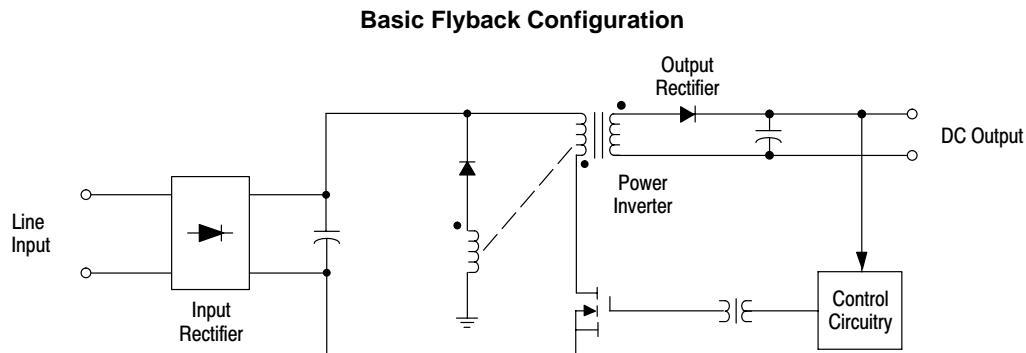 Basic Flyback Configuration
Output
Rectifier
DC Output
Power
Inverter
Line
Input
Input
Rectifier
Control
Circuitry